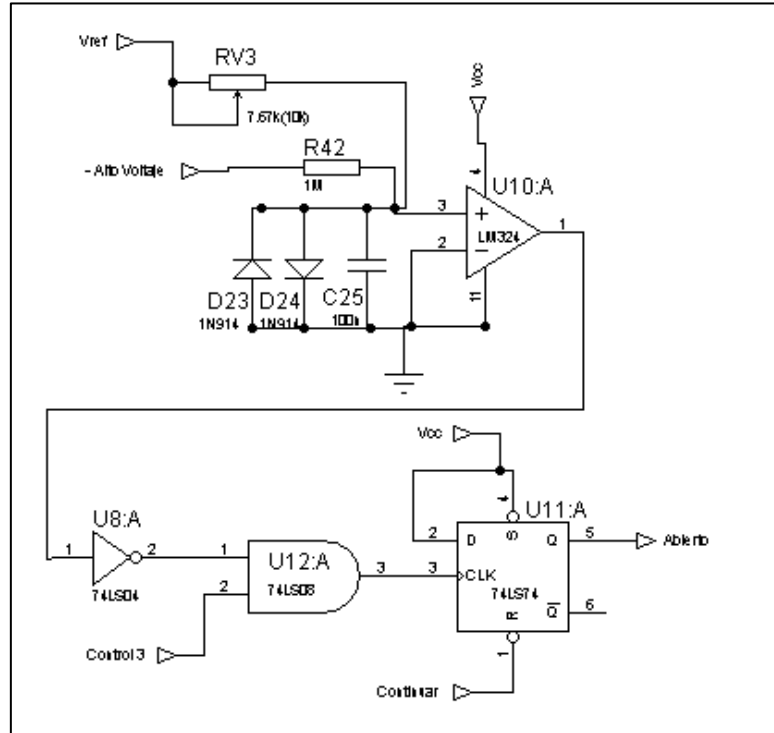 Vref
RV3
7.67k(10k)
Vcc
R42
- Alto Voltaje
1M
4
U10:A
3
+
1
LM324
2
−
11
D23
D24
C25
1N914
1N914
100n
Vcc
4
U11:A
U8:A
2
D
S
Q
5
Abierto
1
2
1
U12:A
3
3
CLK
74LS04
2
74LS08
74LS74
R
Q
6
Control 3
1
Continuar